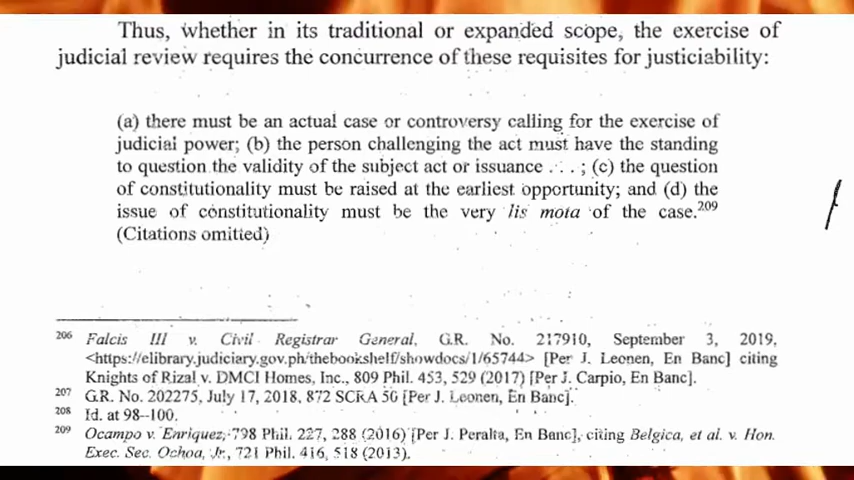 Thus, whether in its traditional or expanded scope, the exercise of
judicial review requires the concurrence of these requisites for justiciability:
(a) there must be an actual case or controversy calling for the exercise of
judicial power; (b) the person challenging the act must have the standing
to question the validity of the subject act or issuance . . . ; (c) the question
of constitutionality must be raised at the earliest opportunity; and (d) the
issue of constitutionality must be the very lis mota of the case.209
(Citations omitted)
206 Falcis III v. Civil Registrar General, G.R. No. 217910, September 3, 2019,
<https://elibrary.judiciary.gov.ph/thebookshelf/showdocs/1/65744> [Per J. Leonen, En Banc] citing
Knights of Rizal v. DMCI Homes, Inc., 809 Phil. 453, 529 (2017) [Per J. Carpio, En Banc].
207 G.R. No. 202275, July 17, 2018, 872 SCRA 50 [Per J. Leonen, En Banc].
208 Id. at 98–100.
209 Ocampo v. Enriquez, 798 Phil. 227, 288 (2016) [Per J. Peralta, En Banc], citing Belgica, et al. v. Hon.
Exec. Sec. Ochoa, Jr., 721 Phil. 416, 518 (2013).